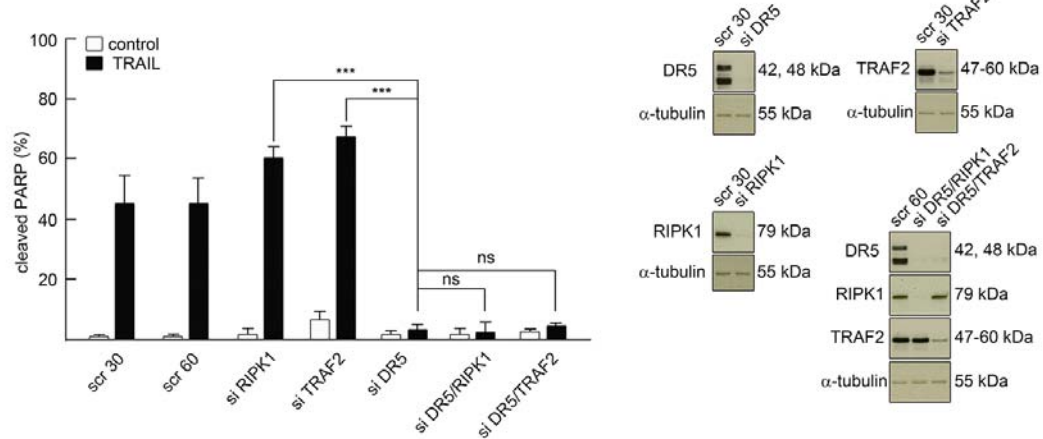 100
80
60
40
20
cleaved PARP (%)
control
TRAIL
***
***
ns
ns
scr 30
scr 60
si RIPK1
si TRAF2
si DR5
si DR5/RIPK1
si DR5/TRAF2
scr 30
si DR5
DR5
42, 48 kDa
α-tubulin
55 kDa
scr 30
si TRAF2
TRAF2
47-60 kDa
α-tubulin
55 kDa
scr 30
si RIPK1
RIPK1
79 kDa
α-tubulin
55 kDa
scr 60
si DR5/RIPK1
si DR5/TRAF2
DR5
42, 48 kDa
RIPK1
79 kDa
TRAF2
47-60 kDa
α-tubulin
55 kDa